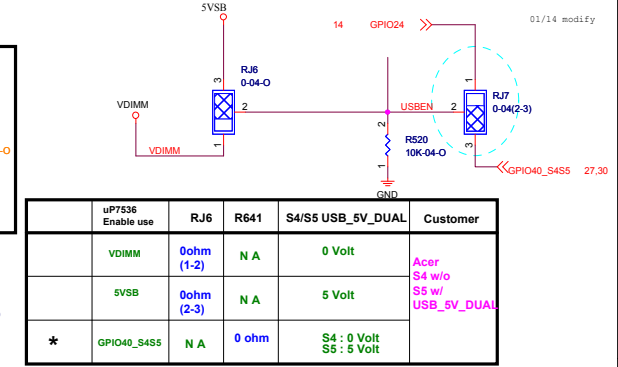 5VSB
14 GPIO24
01/14 modify
RJ6
0-04-O
3
2
1
VDIMM
VDIMM
USBEN
1
2
3
RJ7
0-04(2-3)
2
1
R520
10K-04-O
GND
GPIO40_S4S5 27,30
-O
uP7536 Enable use RJ6 R641 S4/S5 USB_5V_DUAL Customer
VDIMM 0ohm (1-2) N A 0 Volt
5VSB 0ohm (2-3) N A 5 Volt
* GPIO40_S4S5 N A 0 ohm S4 : 0 Volt
S5 : 5 Volt
Acer
S4 w/o
S5 w/
USB_5V_DUAL